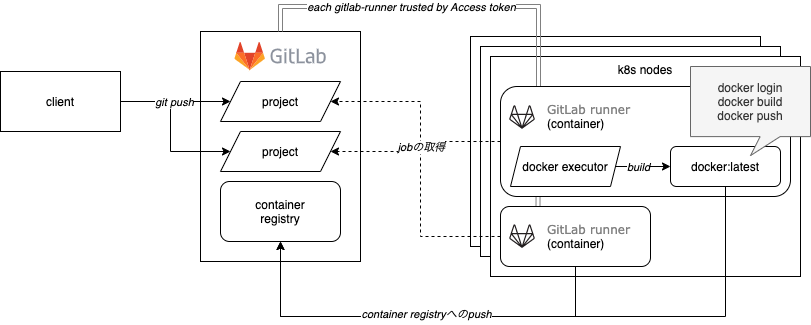 each gitlab-runner trusted by Access token
GitLab
client
git push
project
project
container
registry
jobの取得
k8s nodes
docker login
docker build
docker push
GitLab runner
(container)
docker executor
build
docker:latest
GitLab runner
(container)
container registryへのpush